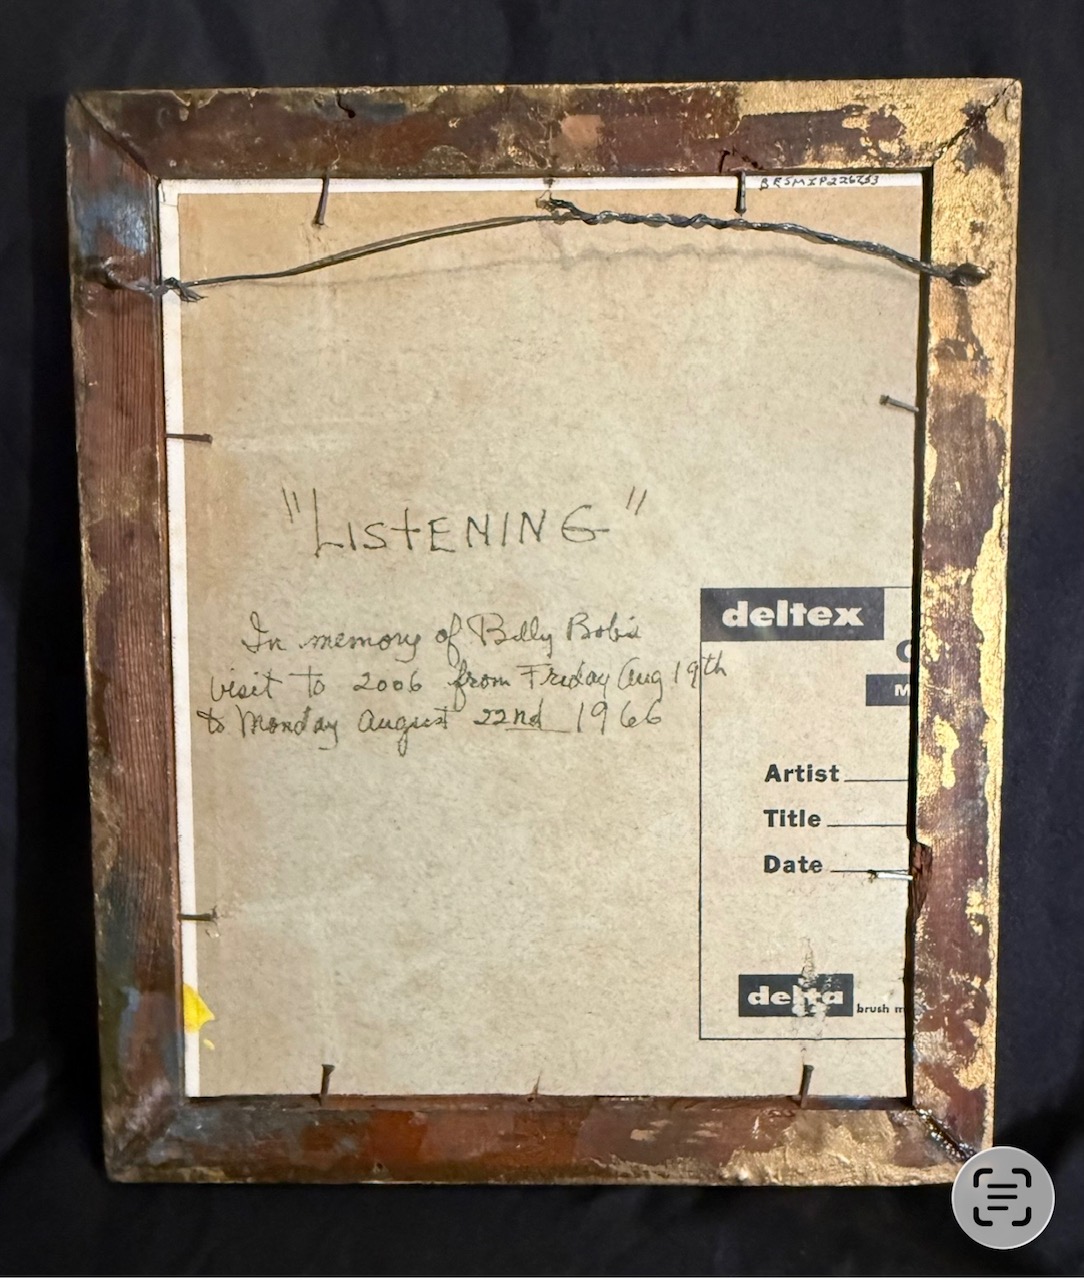 "LISTENING"
In memory of Billy Bob's
visit to 2006 from Friday Aug 19th
to Monday August 22nd 1966
deltex
M
Artist
Title
Date
delta
brush m